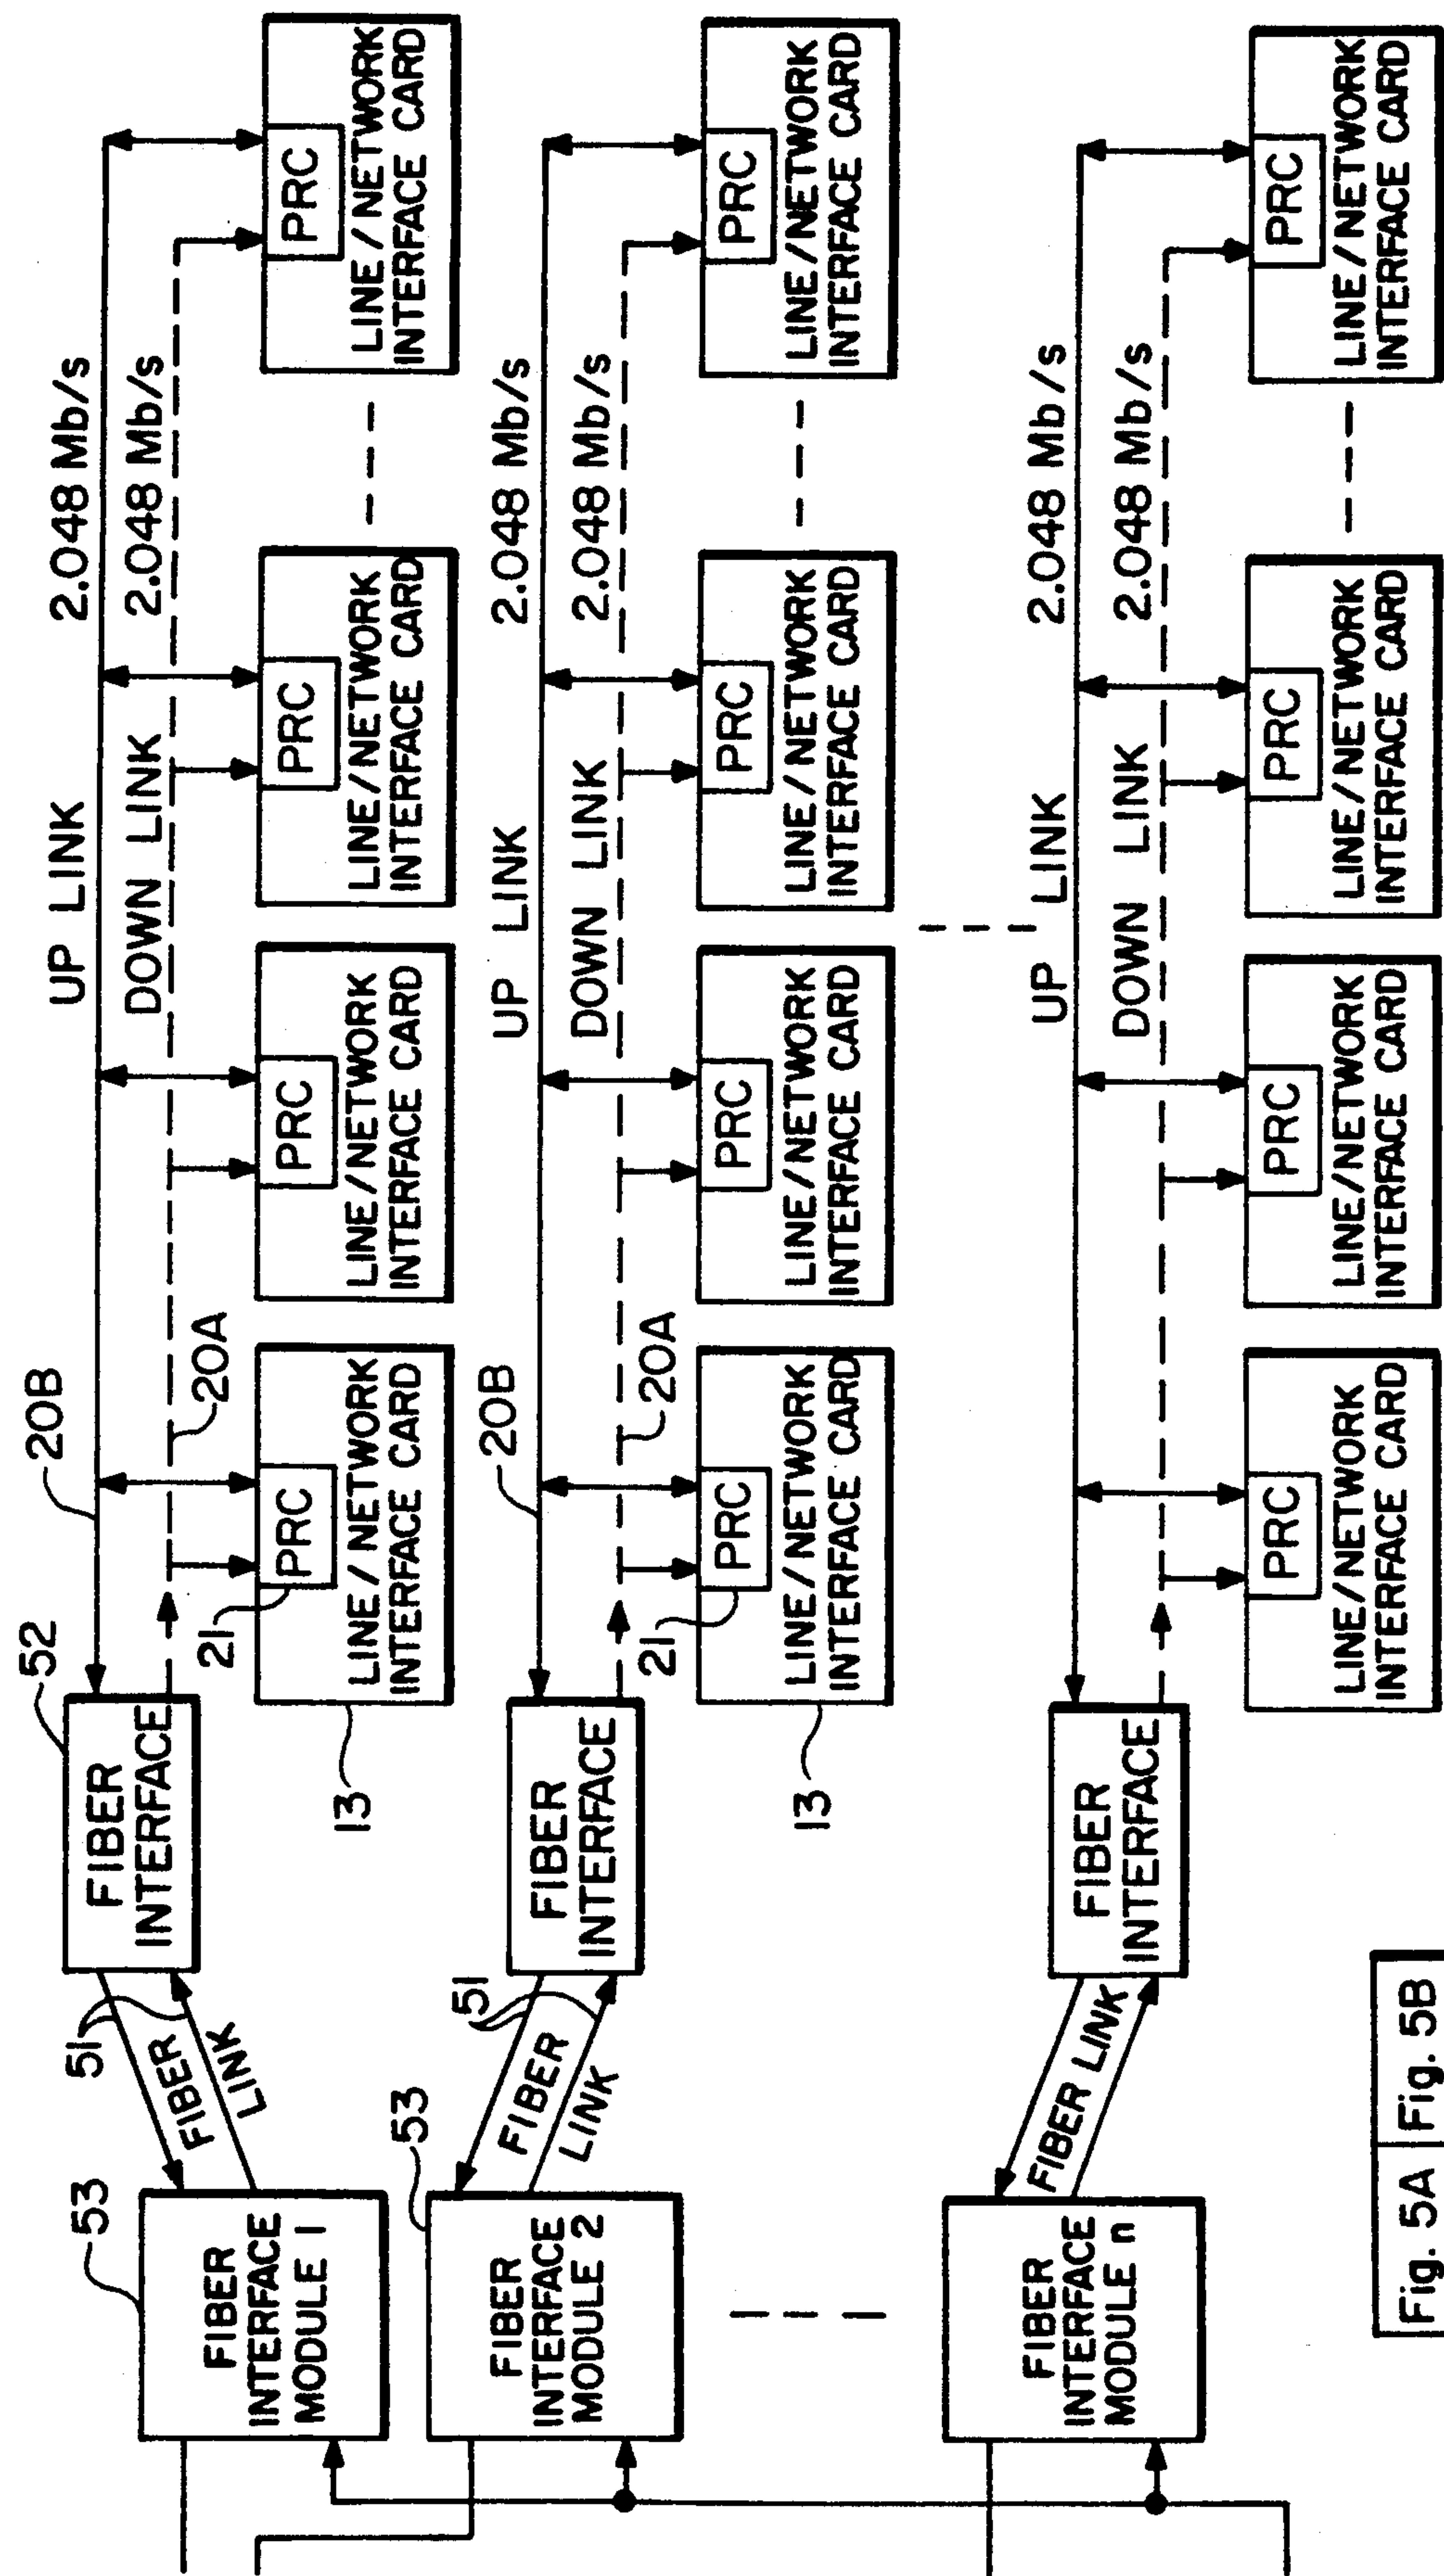 53
FIBER
INTERFACE
MODULE 1
51
FIBER
LINK
52
FIBER
INTERFACE
20B
UP LINK
2.048 Mb/s
DOWN LINK
2.048 Mb/s
20A
21
PRC
LINE/NETWORK
INTERFACE CARD
13
PRC
LINE/NETWORK
INTERFACE CARD
PRC
LINE/NETWORK
INTERFACE CARD
PRC
LINE/NETWORK
INTERFACE CARD
53
FIBER
INTERFACE
MODULE 2
51
FIBER
LINK
FIBER
INTERFACE
20B
UP LINK
2.048 Mb/s
DOWN LINK
2.048 Mb/s
20A
21
PRC
LINE/NETWORK
INTERFACE CARD
13
PRC
LINE/NETWORK
INTERFACE CARD
PRC
LINE/NETWORK
INTERFACE CARD
PRC
LINE/NETWORK
INTERFACE CARD
FIBER
INTERFACE
MODULE n
FIBER LINK
FIBER
INTERFACE
UP LINK
2.048 Mb/s
DOWN LINK
2.048 Mb/s
PRC
LINE/NETWORK
INTERFACE CARD
PRC
LINE/NETWORK
INTERFACE CARD
PRC
LINE/NETWORK
INTERFACE CARD
PRC
LINE/NETWORK
INTERFACE CARD
Fig. 5A Fig. 5B